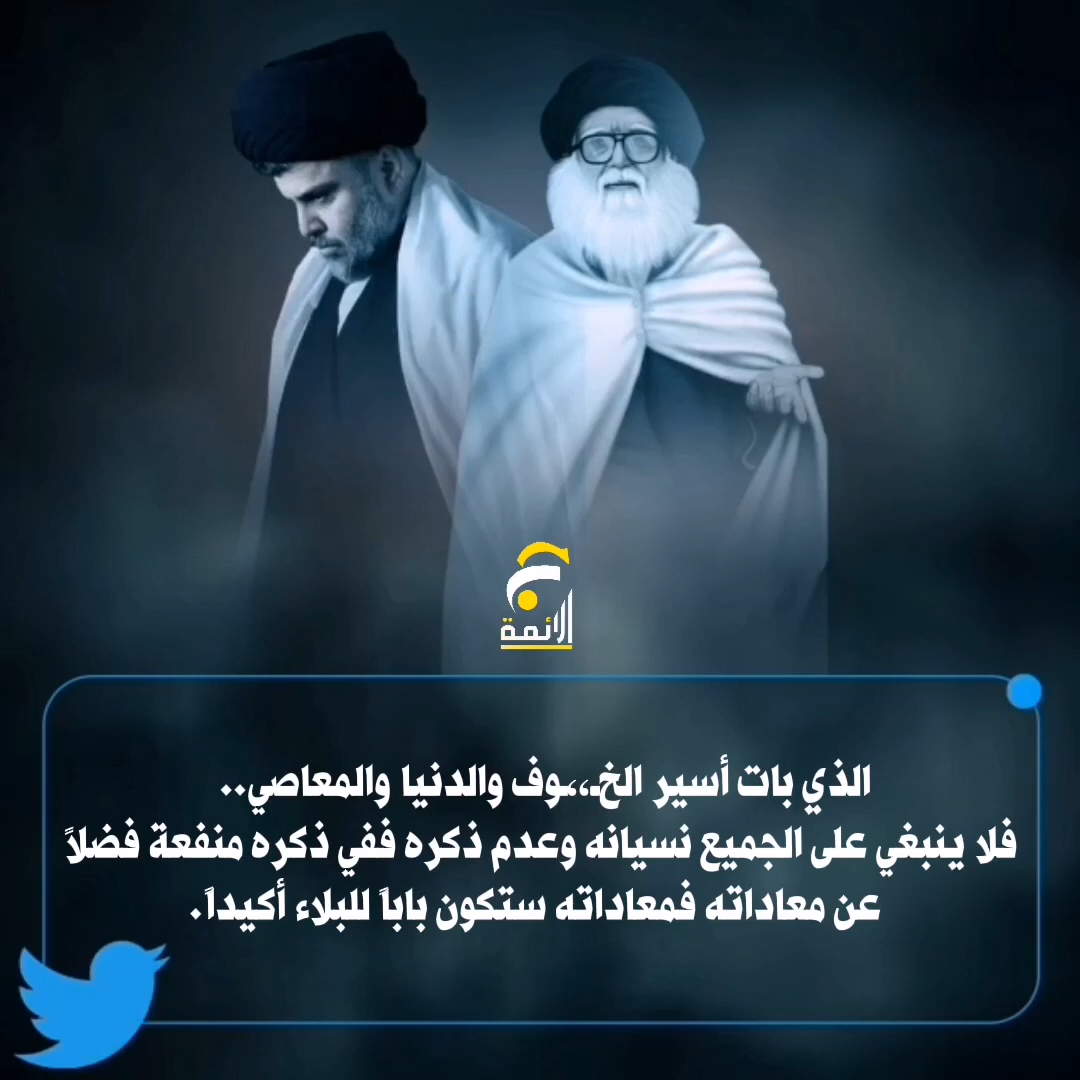 الائمة
الذي بات أسير الخـ،،ـوف والدنيا والمعاصي..
فلا ينبغي على الجميع نسيانه وعدم ذكره ففي ذكره منفعة فضلاً
عن معاداته فمعاداته ستكون باباً للبلاء أكيداً.